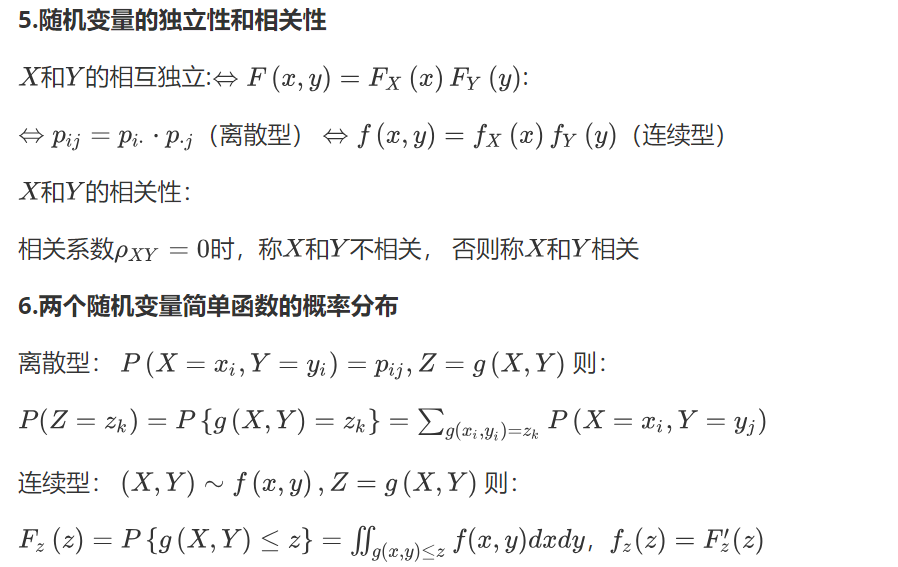 5.随机变量的独立性和相关性
X和Y的相互独立:⇔ F (x, y) = F_X (x) F_Y (y):
⇔ p_{ij} = p_{i·} · p_{·j}（离散型） ⇔ f (x, y) = f_X (x) f_Y (y)（连续型）
X和Y的相关性：
相关系数ρ_{XY} = 0时，称X和Y不相关， 否则称X和Y相关
6.两个随机变量简单函数的概率分布
离散型： P (X = x_i, Y = y_i) = p_{ij}, Z = g (X, Y) 则：
P(Z = z_k) = P {g (X, Y) = z_k} = ∑_{g(x_i,y_i)=z_k} P (X = x_i, Y = y_j)
连续型： (X, Y) ∼ f (x, y) , Z = g (X, Y) 则：
F_z (z) = P {g (X, Y) ≤ z} = ∬_{g(x,y)≤z} f(x, y)dxdy，f_z(z) = F′_z(z)